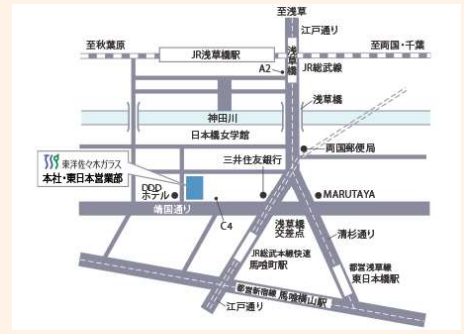 至浅草
江戸通り
至秋葉原
JR浅草橋駅
浅草橋
至両国・千葉
A2
JR総武線
浅草橋
神田川
日本橋女学館
両国郵便局
東洋佐々木ガラス
本社・東日本営業部
三井住友銀行
DDD
ホテル
MARUTAYA
靖国通り
C4
浅草橋
交差点
清杉通り
JR総武本線快速
馬喰町駅
都営浅草線
東日本橋駅
都営新宿線 馬喰横山駅
江戸通り